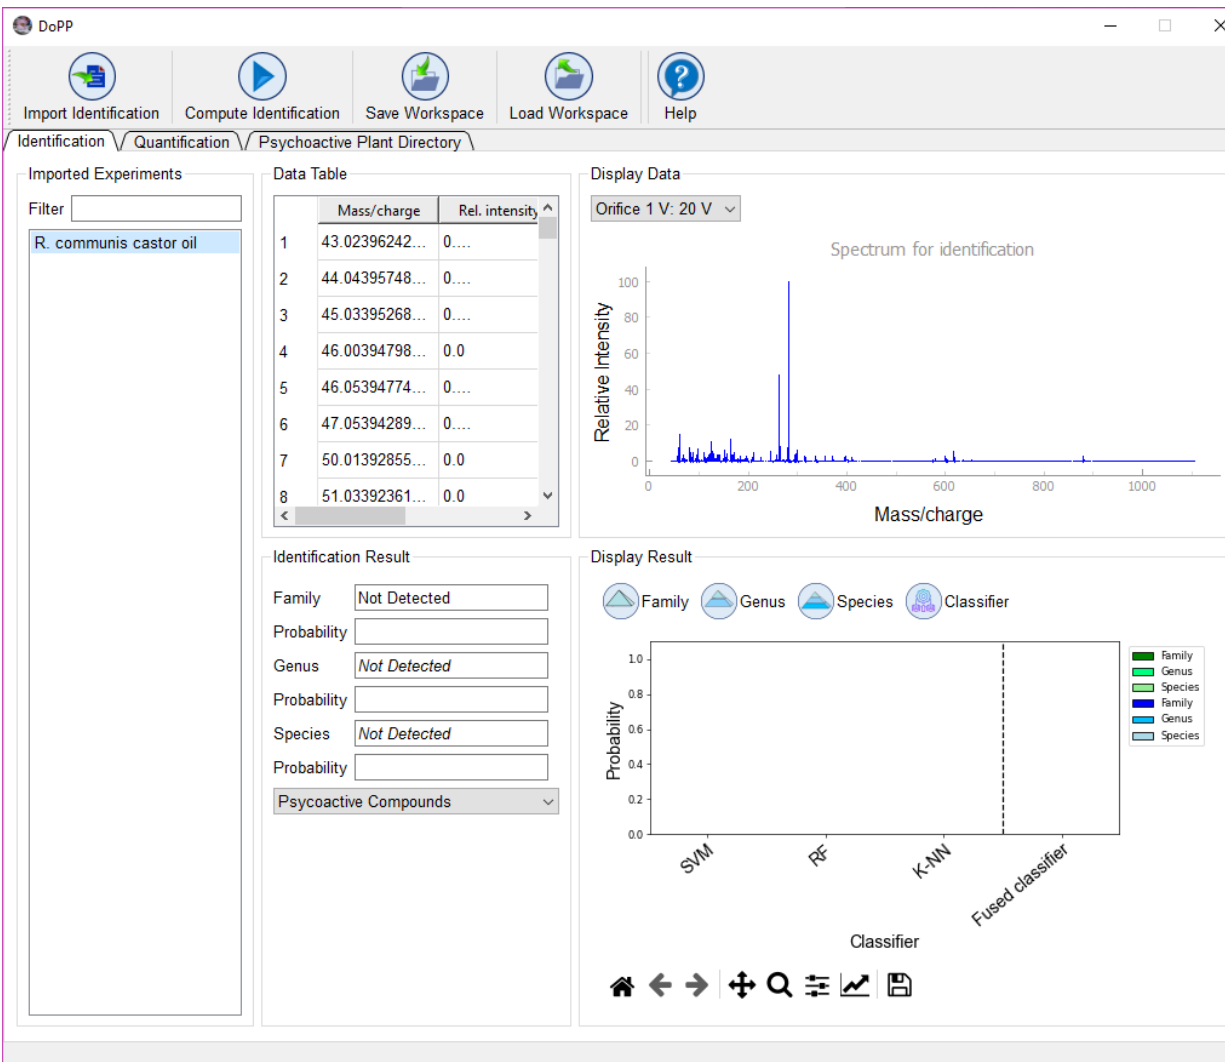 DoPP
Import Identification
Compute Identification
Save Workspace
Load Workspace
Help
Identification
Quantification
Psychoactive Plant Directory
Imported Experiments
Filter
R. communis castor oil
Data Table
Mass/charge Rel. intensity
1 43.02396242... 0....
2 44.04395748... 0....
3 45.03395268... 0....
4 46.00394798... 0.0
5 46.05394774... 0....
6 47.05394289... 0....
7 50.01392855... 0.0
8 51.03392361... 0.0
Display Data
Orifice 1 V: 20 V
Spectrum for identification
Relative Intensity
100
80
60
40
20
0
0 200 400 600 800 1000
Mass/charge
Identification Result
Family Not Detected
Probability
Genus Not Detected
Probability
Species Not Detected
Probability
Psycoactive Compounds
Display Result
Family Genus Species Classifier
Probability
1.0
0.8
0.6
0.4
0.2
0.0
SVM RF K-NN Fused classifier
Classifier
Family
Genus
Species
Family
Genus
Species